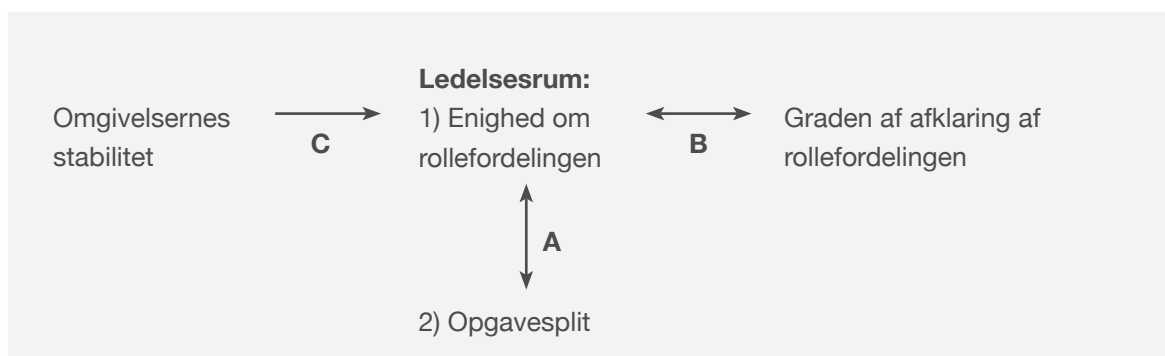 Ledelsesrum:
Omgivelsernes
stabilitet
C
1) Enighed om
rollefordelingen
B
Graden af afklaring af
rollefordelingen
A
2) Opgavesplit